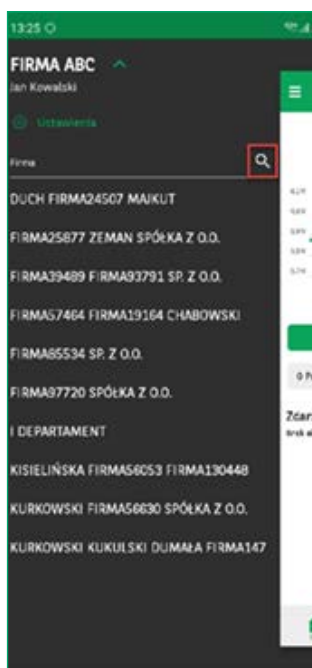 13:25
FIRMA ABC
Jan Kowalski
Ustawienia
Firma
DUCH FIRMA24507 MAJKUT
FIRMA25877 ZEMAN SPÓŁKA Z O.O.
FIRMA39489 FIRMA93791 SP. Z O.O.
FIRMA57464 FIRMA19164 CHABOWSKI
FIRMA85534 SP. Z O.O.
FIRMA97720 SPÓŁKA Z O.O.
I DEPARTAMENT
KISIELIŃSKA FIRMA56053 FIRMA130448
KURKOWSKI FIRMA56630 SPÓŁKA Z O.O.
KURKOWSKI KUKULSKI DUMAŁA FIRMA147